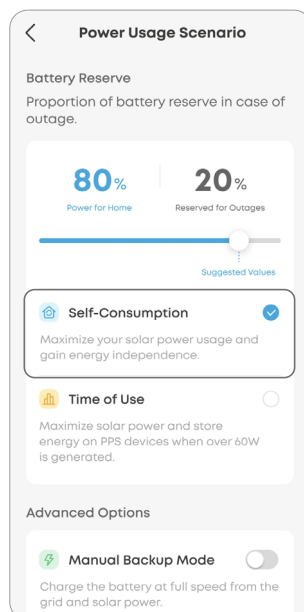 Power Usage Scenario
Battery Reserve
Proportion of battery reserve in case of
outage.
80%
20%
Power for Home
Reserved for Outages
Suggested Values
Self-Consumption
Maximize your solar power usage and
gain energy independence.
Time of Use
Maximize solar power and store
energy on PPS devices when over 60W
is generated.
Advanced Options
Manual Backup Mode
Charge the battery at full speed from the
grid and solar power.